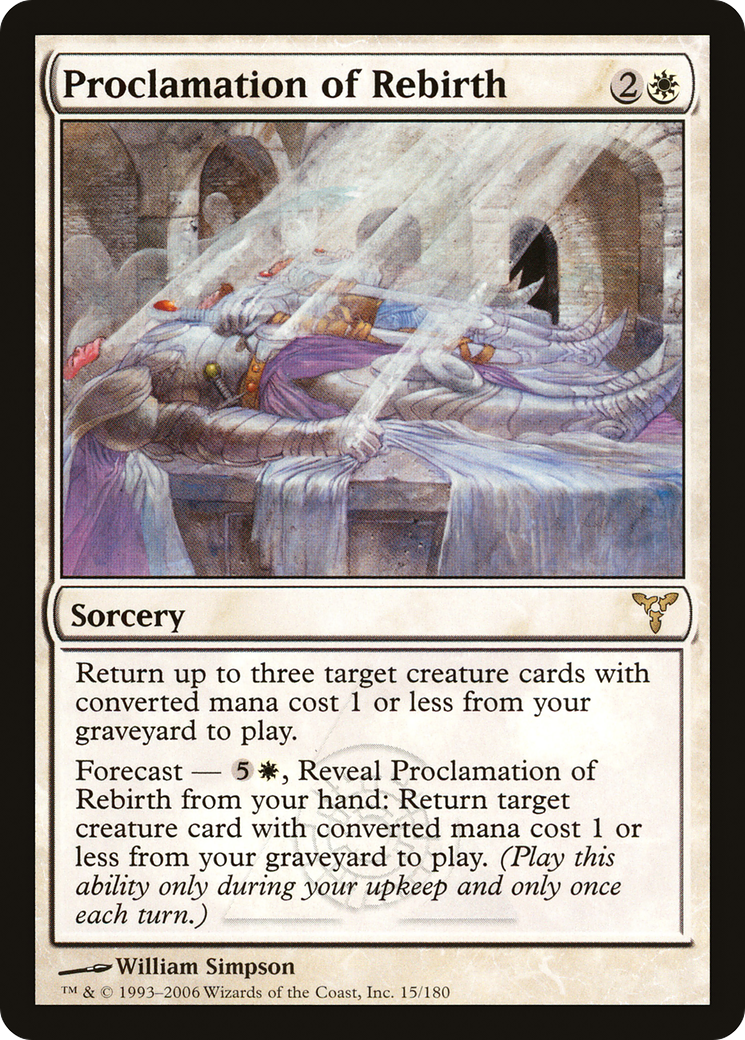 Proclamation of Rebirth 2
Sorcery
Return up to three target creature cards with
converted mana cost 1 or less from your
graveyard to play.
Forecast — 5, Reveal Proclamation of
Rebirth from your hand: Return target
creature card with converted mana cost 1 or
less from your graveyard to play. (Play this
ability only during your upkeep and only once
each turn.)
William Simpson
™ & © 1993–2006 Wizards of the Coast, Inc. 15/180